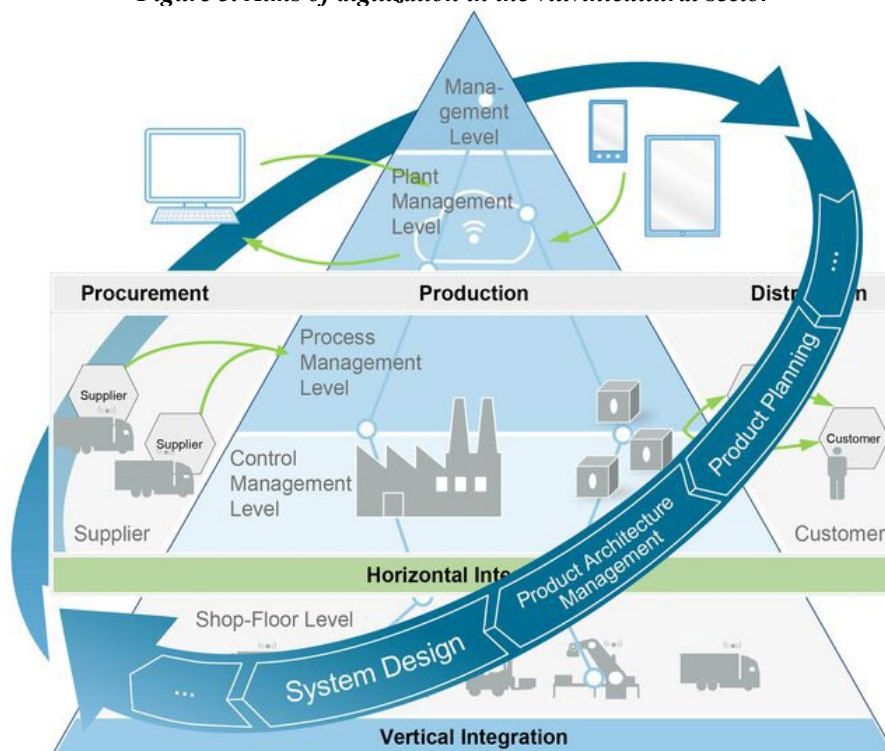 Mana-
gement
Level
Plant
Management
Level
Procurement
Production
Process
Management
Level
Supplier
Supplier
Supplier
Control
Management
Level
Customer
Customer
Horizontal
Shop-Floor Level
...
System Design
Product Architecture
Management
Product Planning
...
Vertical Integration